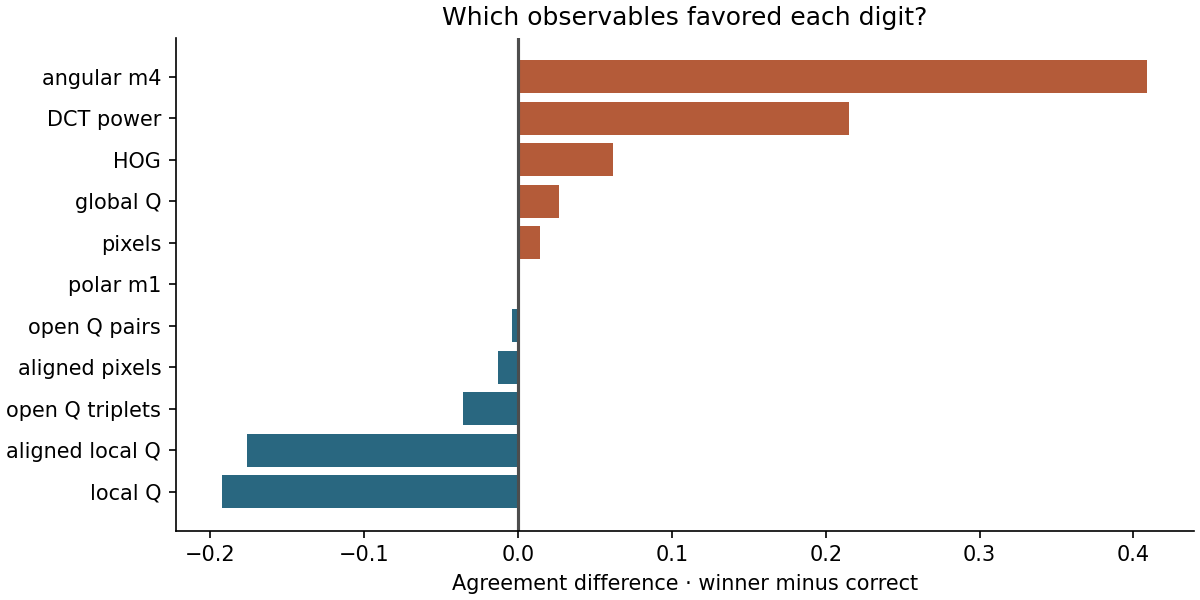 Which observables favored each digit?
angular m4
DCT power
HOG
global Q
pixels
polar m1
open Q pairs
aligned pixels
open Q triplets
aligned local Q
local Q
−0.2 −0.1 0.0 0.1 0.2 0.3 0.4
Agreement difference · winner minus correct